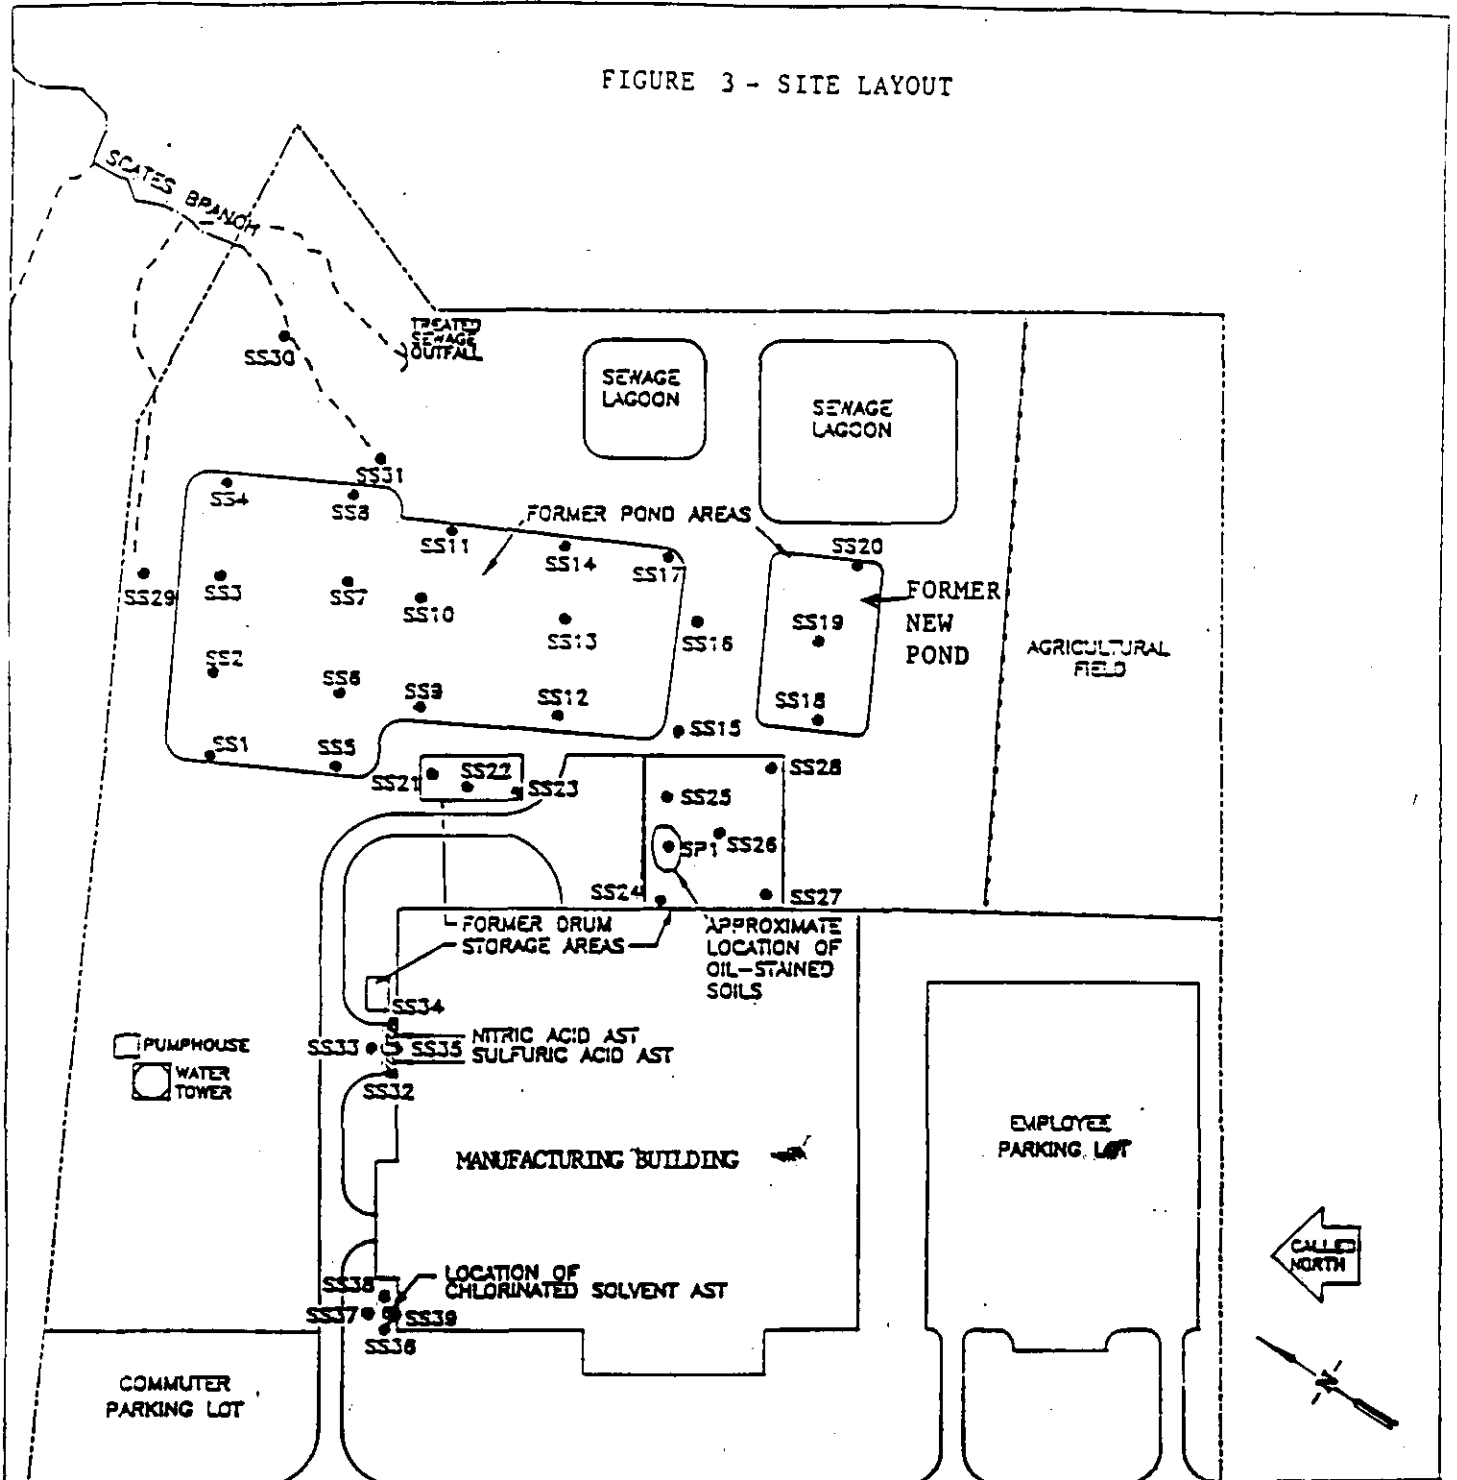 FIGURE 3 - SITE LAYOUT
SCATES BRANCH
TREATED
SEWAGE
OUTFALL
SS30
SEWAGE
LAGOON
SEWAGE
LAGOON
SS31
SS4
SS8
FORMER POND AREAS
SS11
SS14
SS17
SS20
SS29
SS3
SS7
SS10
SS13
SS16
SS19
FORMER
NEW
POND
AGRICULTURAL
FIELD
SS2
SS6
SS9
SS12
SS18
SS1
SS5
SS15
SS21
SS22
SS23
SS28
SS25
SS26
SP1
SS24
SS27
FORMER DRUM
STORAGE AREAS
APPROXIMATE
LOCATION OF
OIL-STAINED
SOILS
SS34
NITRIC ACID AST
SS33
SS35
SULFURIC ACID AST
SS32
PUMPHOUSE
WATER
TOWER
MANUFACTURING BUILDING
EMPLOYEE
PARKING LOT
CALLED
NORTH
LOCATION OF
CHLORINATED SOLVENT AST
SS38
SS37
SS39
SS36
COMMUTER
PARKING LOT
N